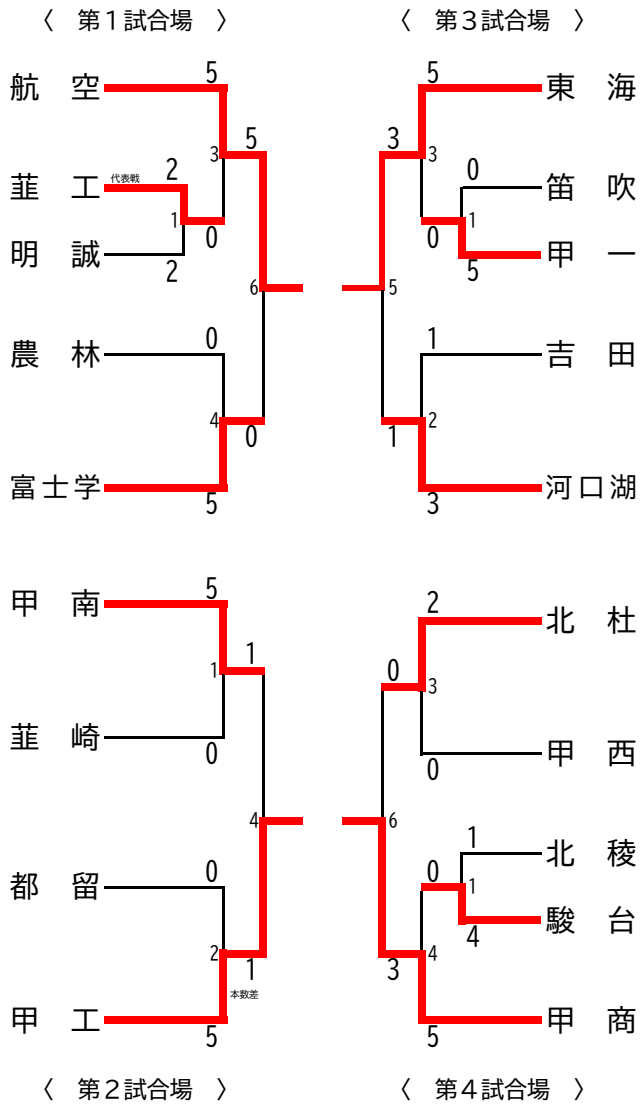 〈 第１試合場 〉
航 空
5
3
5
韮 工
代表戦
2
1
0
明 誠
2
6
農 林
0
4
0
富士学
5
〈 第３試合場 〉
5
東 海
3
3
0
笛 吹
1
0
5
甲 一
5
1
吉 田
2
1
3
河口湖
甲 南
5
1
1
韮 崎
0
4
都 留
0
2
1
本数差
甲 工
5
〈 第２試合場 〉
2
北 杜
0
3
0
甲 西
6
1
北 稜
0
1
4
駿 台
4
3
5
甲 商
〈 第４試合場 〉